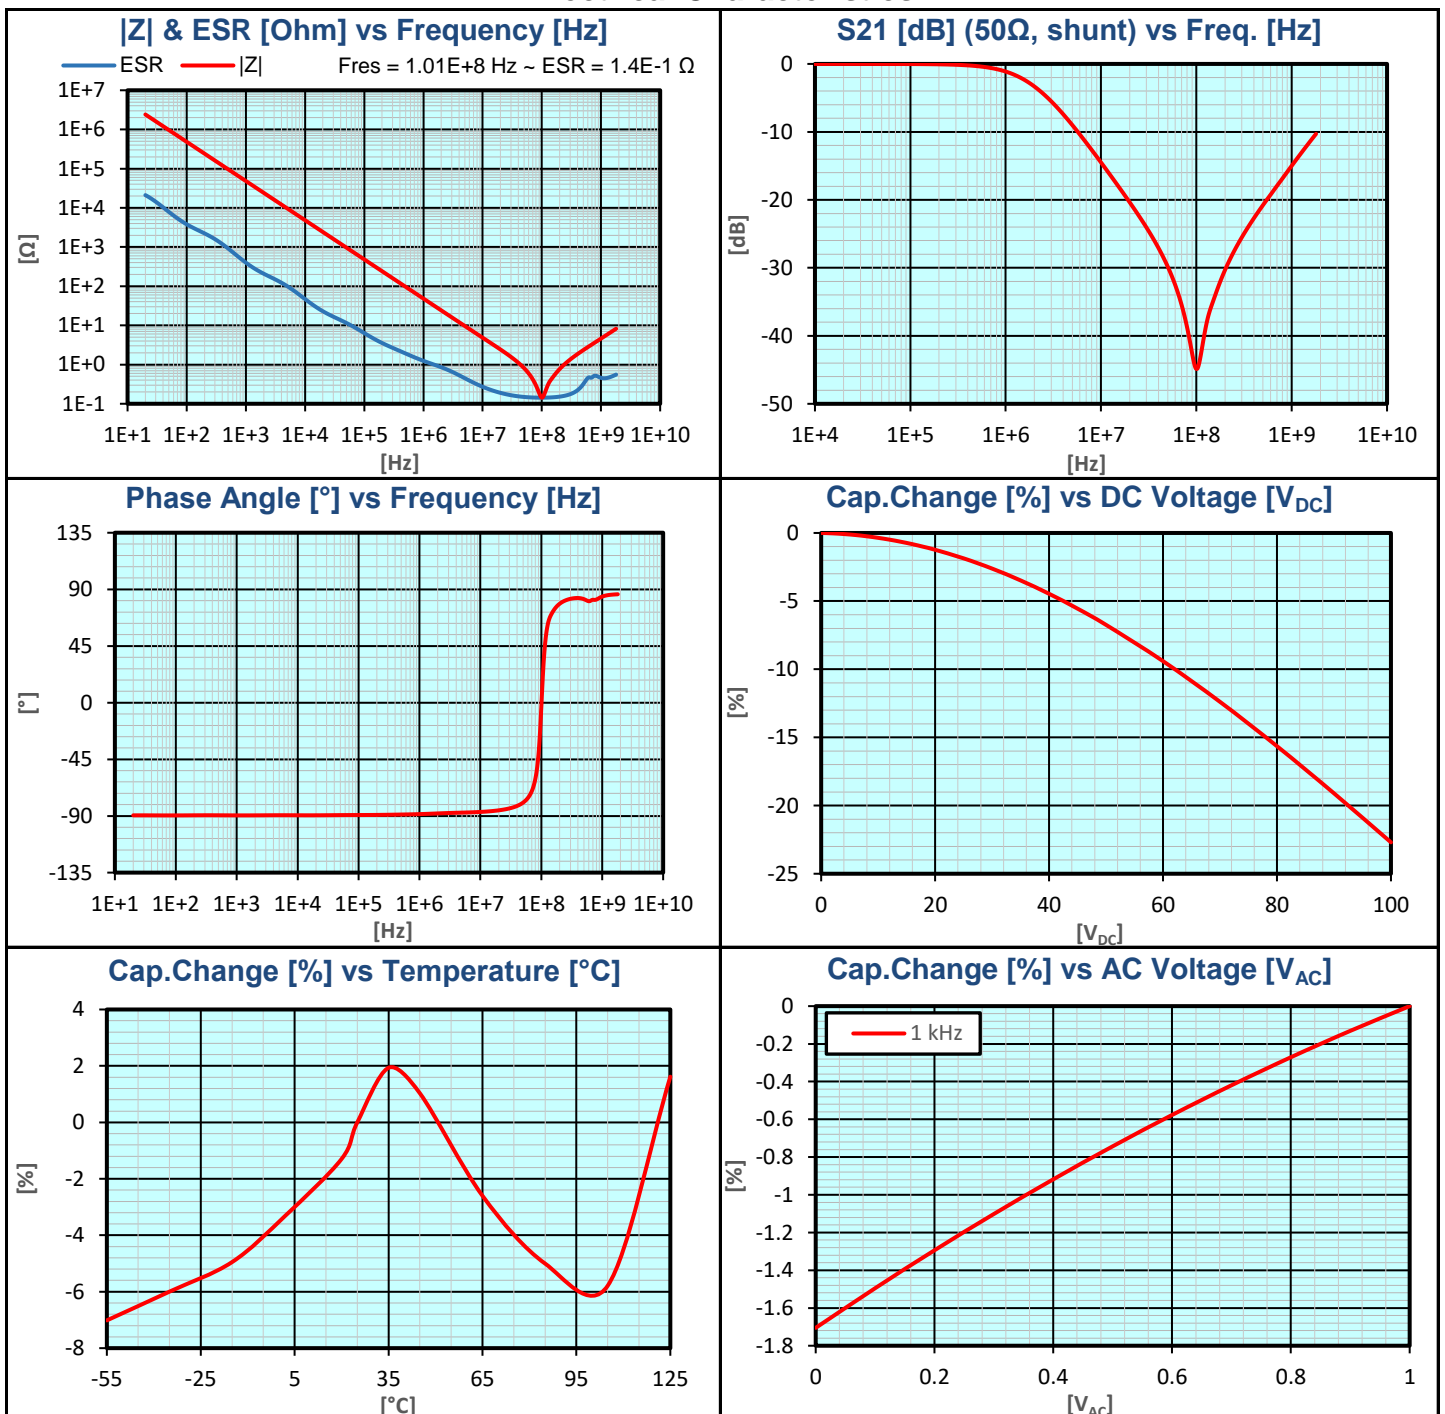 |Z| & ESR [Ohm] vs Frequency [Hz]
ESR |Z| Fres = 1.01E+8 Hz ~ ESR = 1.4E-1 Ω
1E+7
1E+6
1E+5
1E+4
1E+3
1E+2
1E+1
1E+0
1E-1
[Ω]
1E+1 1E+2 1E+3 1E+4 1E+5 1E+6 1E+7 1E+8 1E+9 1E+10
[Hz]
S21 [dB] (50Ω, shunt) vs Freq. [Hz]
0
-10
-20
-30
-40
-50
[dB]
1E+4 1E+5 1E+6 1E+7 1E+8 1E+9 1E+10
[Hz]
Phase Angle [°] vs Frequency [Hz]
135
90
45
0
-45
-90
-135
[°]
1E+1 1E+2 1E+3 1E+4 1E+5 1E+6 1E+7 1E+8 1E+9 1E+10
[Hz]
Cap.Change [%] vs DC Voltage [VDC]
0
-5
-10
-15
-20
-25
[%]
0 20 40 60 80 100
[VDC]
Cap.Change [%] vs Temperature [°C]
4
2
0
-2
-4
-6
-8
[%]
-55 -25 5 35 65 95 125
[°C]
Cap.Change [%] vs AC Voltage [VAC]
1 kHz
0
-0.2
-0.4
-0.6
-0.8
-1
-1.2
-1.4
-1.6
-1.8
[%]
0 0.2 0.4 0.6 0.8 1
[VAC]